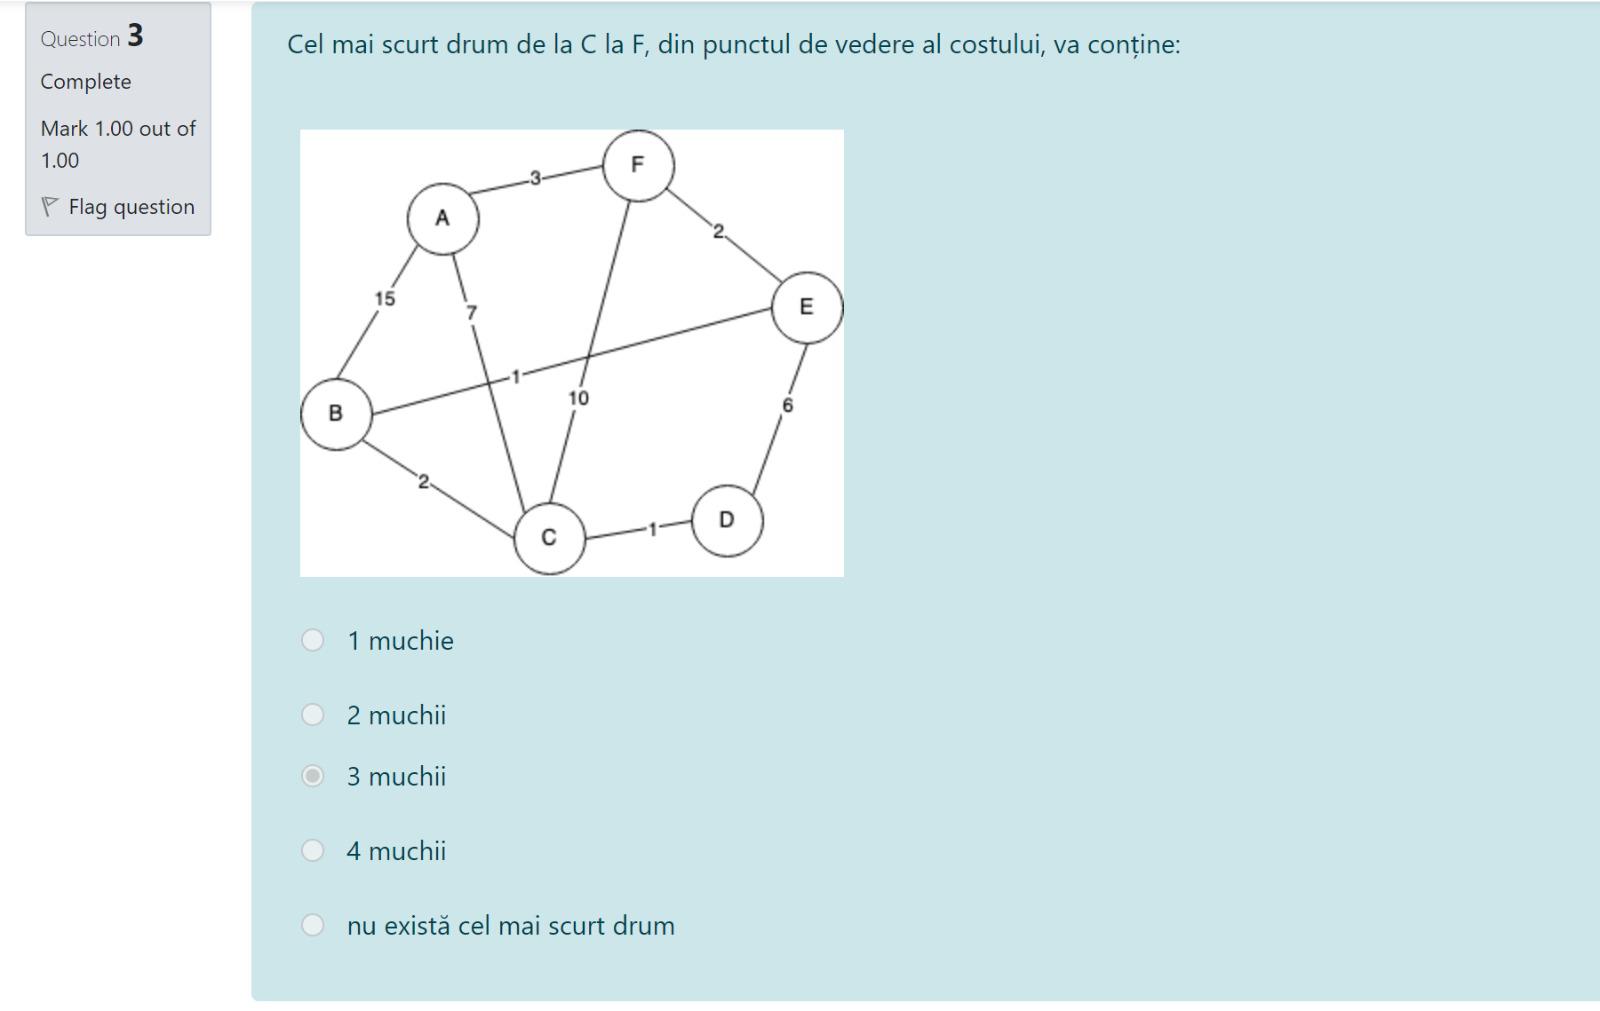 Question 3
Complete
Mark 1.00 out of
1.00
Flag question
Cel mai scurt drum de la C la F, din punctul de vedere al costului, va conține:
F
3
A
2
15
7
E
1
10
6
B
2
D
C
1
1 muchie
2 muchii
3 muchii
4 muchii
nu există cel mai scurt drum